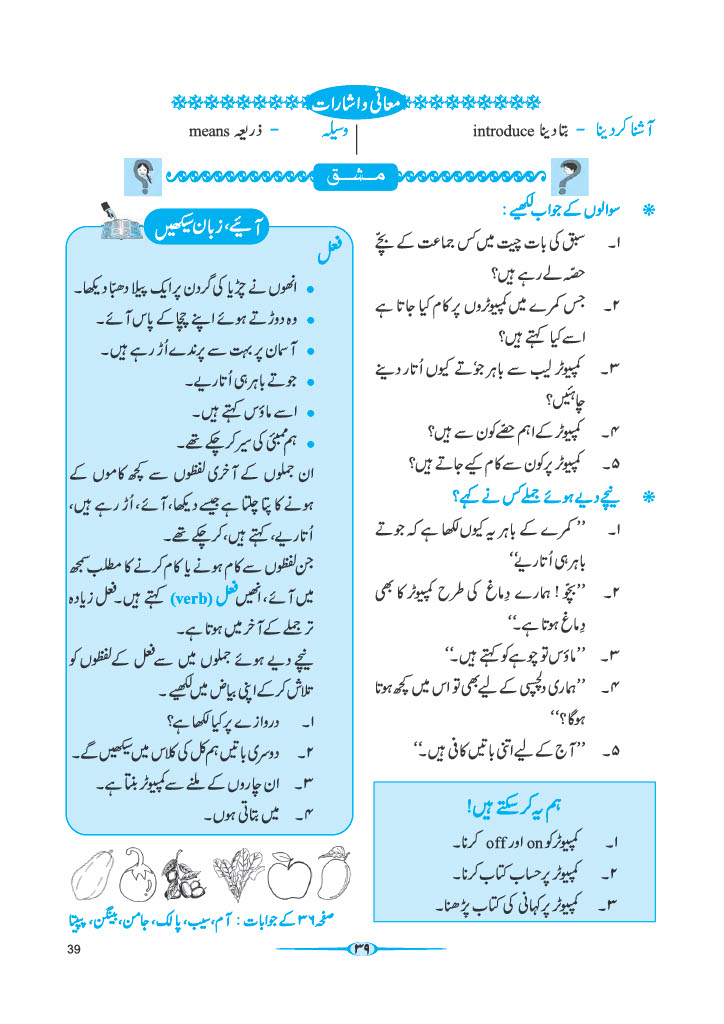 معانی و اشارات
آشنا کردینا - بتا دینا introduce
وسیلہ - ذریعہ means
مشق
* سوالوں کے جواب لکھیے :
۱۔ سبق کی بات چیت میں کس جماعت کے بچّے
حصّہ لے رہے ہیں؟
۲۔ جس کمرے میں کمپیوٹروں پر کام کیا جاتا ہے
اسے کیا کہتے ہیں؟
۳۔ کمپیوٹر لیب سے باہر جوٗتے کیوں اُتار دینے
چاہئیں؟
۴۔ کمپیوٹر کے اہم حصّے کون سے ہیں؟
۵۔ کمپیوٹر پر کون سے کام کیے جاتے ہیں؟
* نیچے دیے ہوئے جملے کس نے کہے؟
۱۔ ’’کمرے کے باہر یہ کیوں لکھا ہے کہ جوتے
باہر ہی اُتاریے‘‘
۲۔ ’’بچّو! ہمارے دِماغ کی طرح کمپیوٹر کا بھی
دِماغ ہوتا ہے۔‘‘
۳۔ ’’ماؤس تو چوہے کو کہتے ہیں۔‘‘
۴۔ ’’ہماری دلچسپی کے لیے بھی تو اس میں کچھ ہوتا
ہوگا؟‘‘
۵۔ ’’آج کے لیے اتنی باتیں کافی ہیں۔‘‘
ہم یہ کر سکتے ہیں!
۱۔ کمپیوٹر کو on اور off کرنا۔
۲۔ کمپیوٹر پر حساب کتاب کرنا۔
۳۔ کمپیوٹر پر کہانی کی کتاب پڑھنا۔
آئیے، زبان سیکھیں
فعل
• انھوں نے چڑیا کی گردن پر ایک پیلا دھبّا دیکھا۔
• وہ دوڑتے ہوئے اپنے چچا کے پاس آئے۔
• آسمان پر بہت سے پرندے اُڑ رہے ہیں۔
• جوتے باہر ہی اُتاریے۔
• اسے ماؤس کہتے ہیں۔
• ہم ممبئی کی سیر کر چکے تھے۔
ان جملوں کے آخری لفظوں سے کچھ کاموں کے
ہونے کا پتا چلتا ہے جیسے دیکھا، آئے، اُڑ رہے ہیں،
اُتاریے، کہتے ہیں، کر چکے تھے۔
جن لفظوں سے کام ہونے یا کام کرنے کا مطلب سمجھ
میں آئے، انھیں فعل (verb) کہتے ہیں۔ فعل زیادہ
تر جملے کے آخر میں ہوتا ہے۔
نیچے دیے ہوئے جملوں میں سے فعل کے لفظوں کو
تلاش کر کے اپنی بیاض میں لکھیے۔
۱۔ دروازے پر کیا لکھا ہے؟
۲۔ دوسری باتیں ہم کل کی کلاس میں سیکھیں گے۔
۳۔ ان چاروں کے ملنے سے کمپیوٹر بنتا ہے۔
۴۔ میں بتاتی ہوں۔
صفحہ ۳۶ کے جوابات : آم، سیب، پالک، جامن، بینگن، پپیتا
39
۳۹